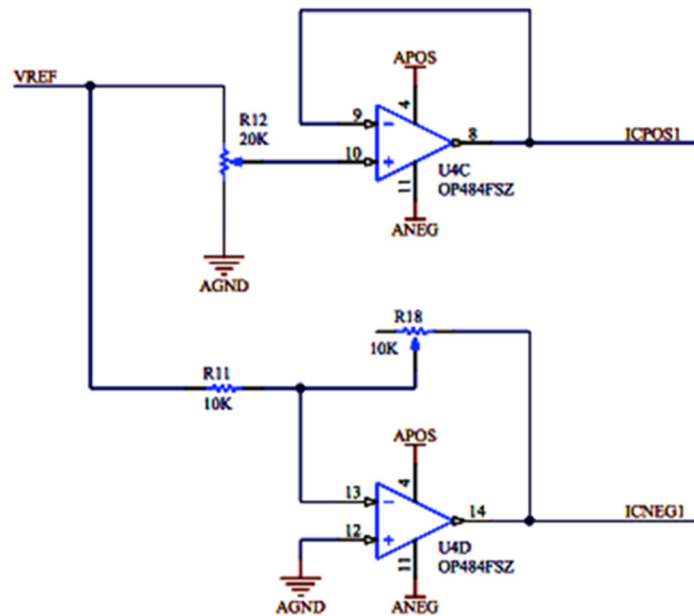 VREF
R12
20K
APOS
4
9
10
8
11
U4C
OP484FSZ
ICPOS1
ANEG
AGND
R18
10K
R11
10K
APOS
4
13
12
14
11
U4D
OP484FSZ
ICNEG1
AGND
ANEG